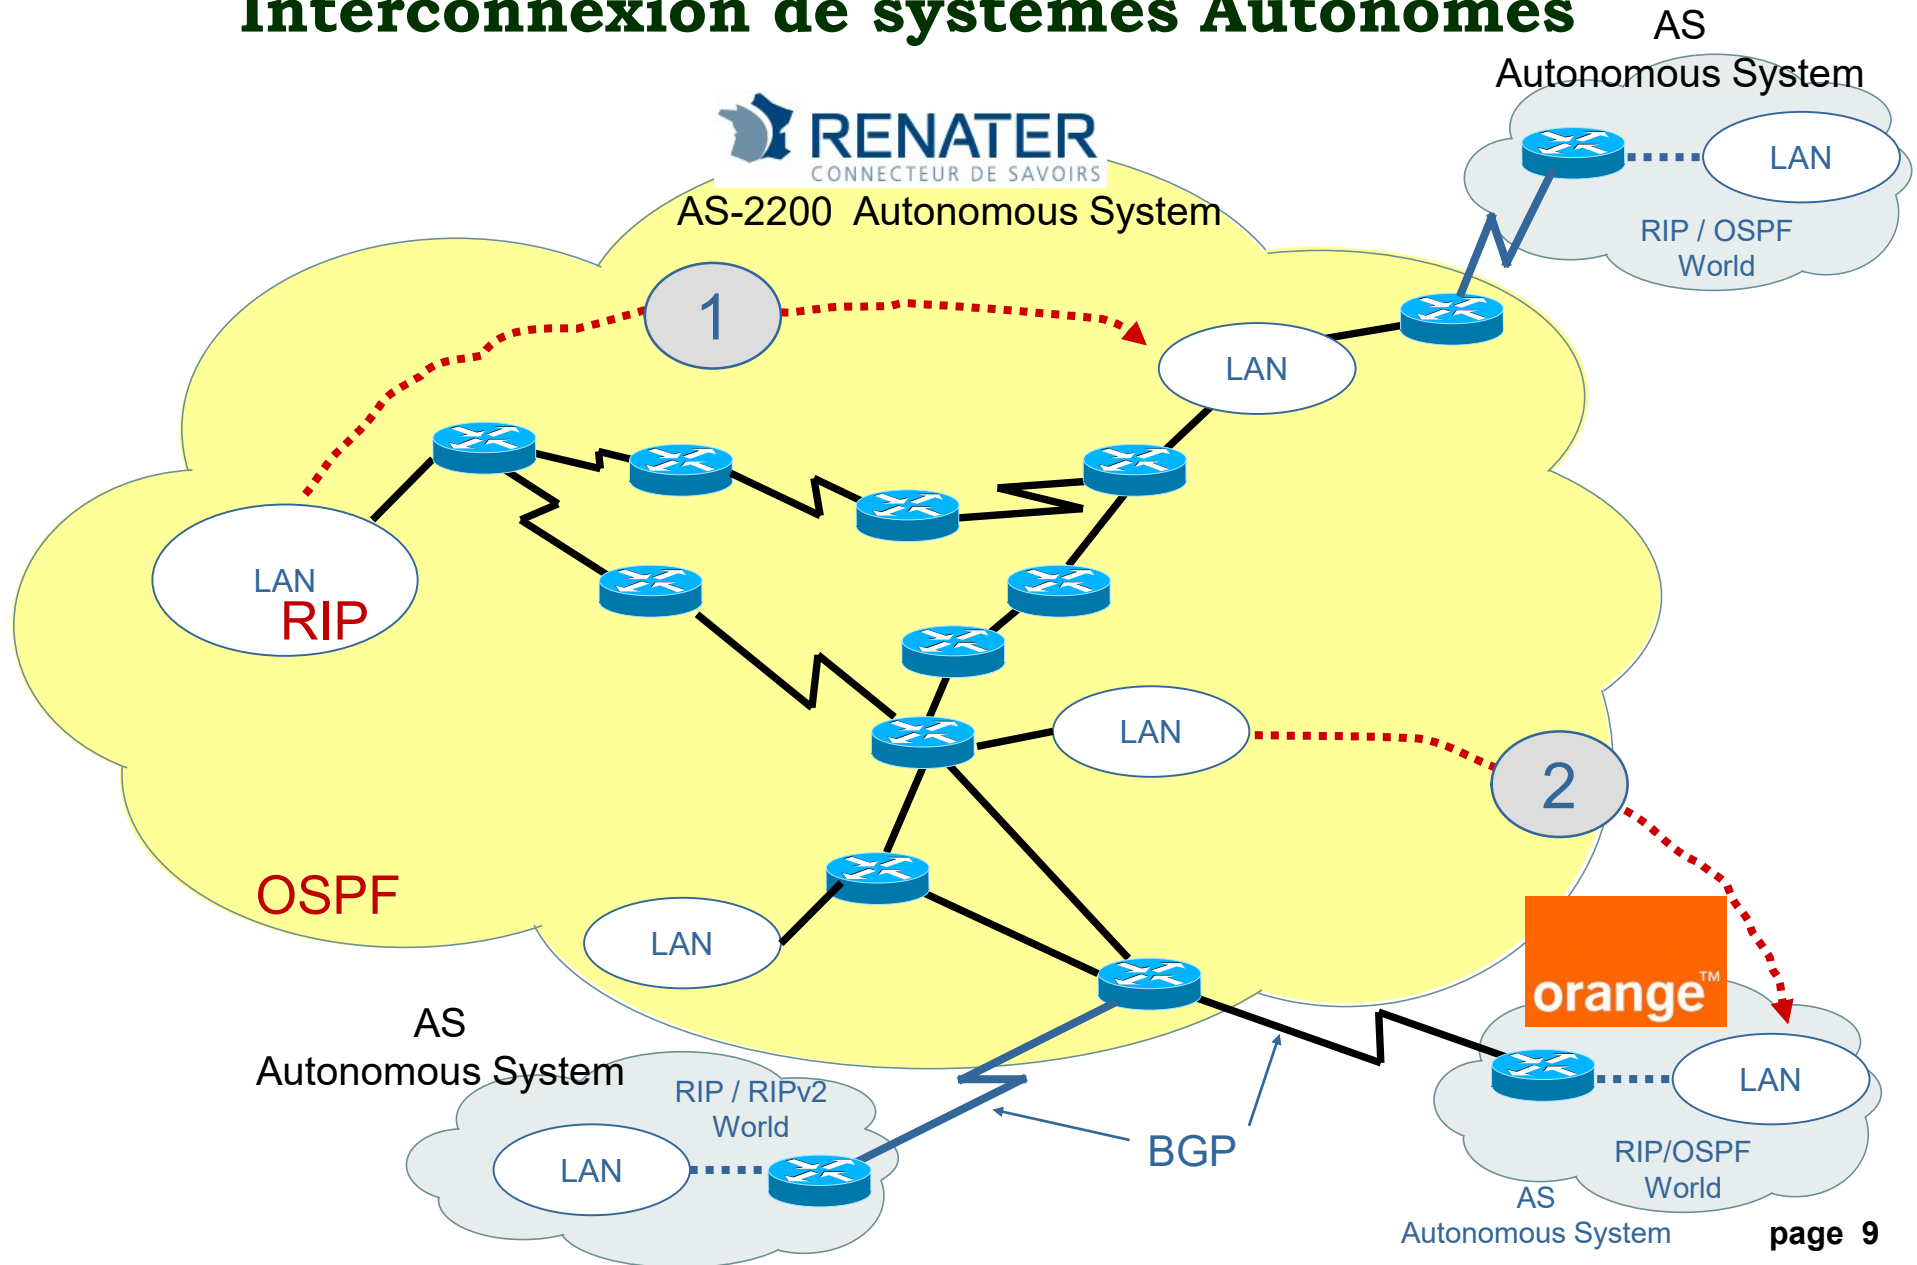 Interconnexion de systèmes Autonomes
AS
Autonomous System
RENATER
CONNECTEUR DE SAVOIRS
AS-2200 Autonomous System
LAN
RIP / OSPF
World
1
LAN
LAN
RIP
LAN
2
OSPF
LAN
orange™
AS
Autonomous System
RIP / RIPv2
World
LAN
BGP
LAN
RIP/OSPF
World
AS
Autonomous System
page 9